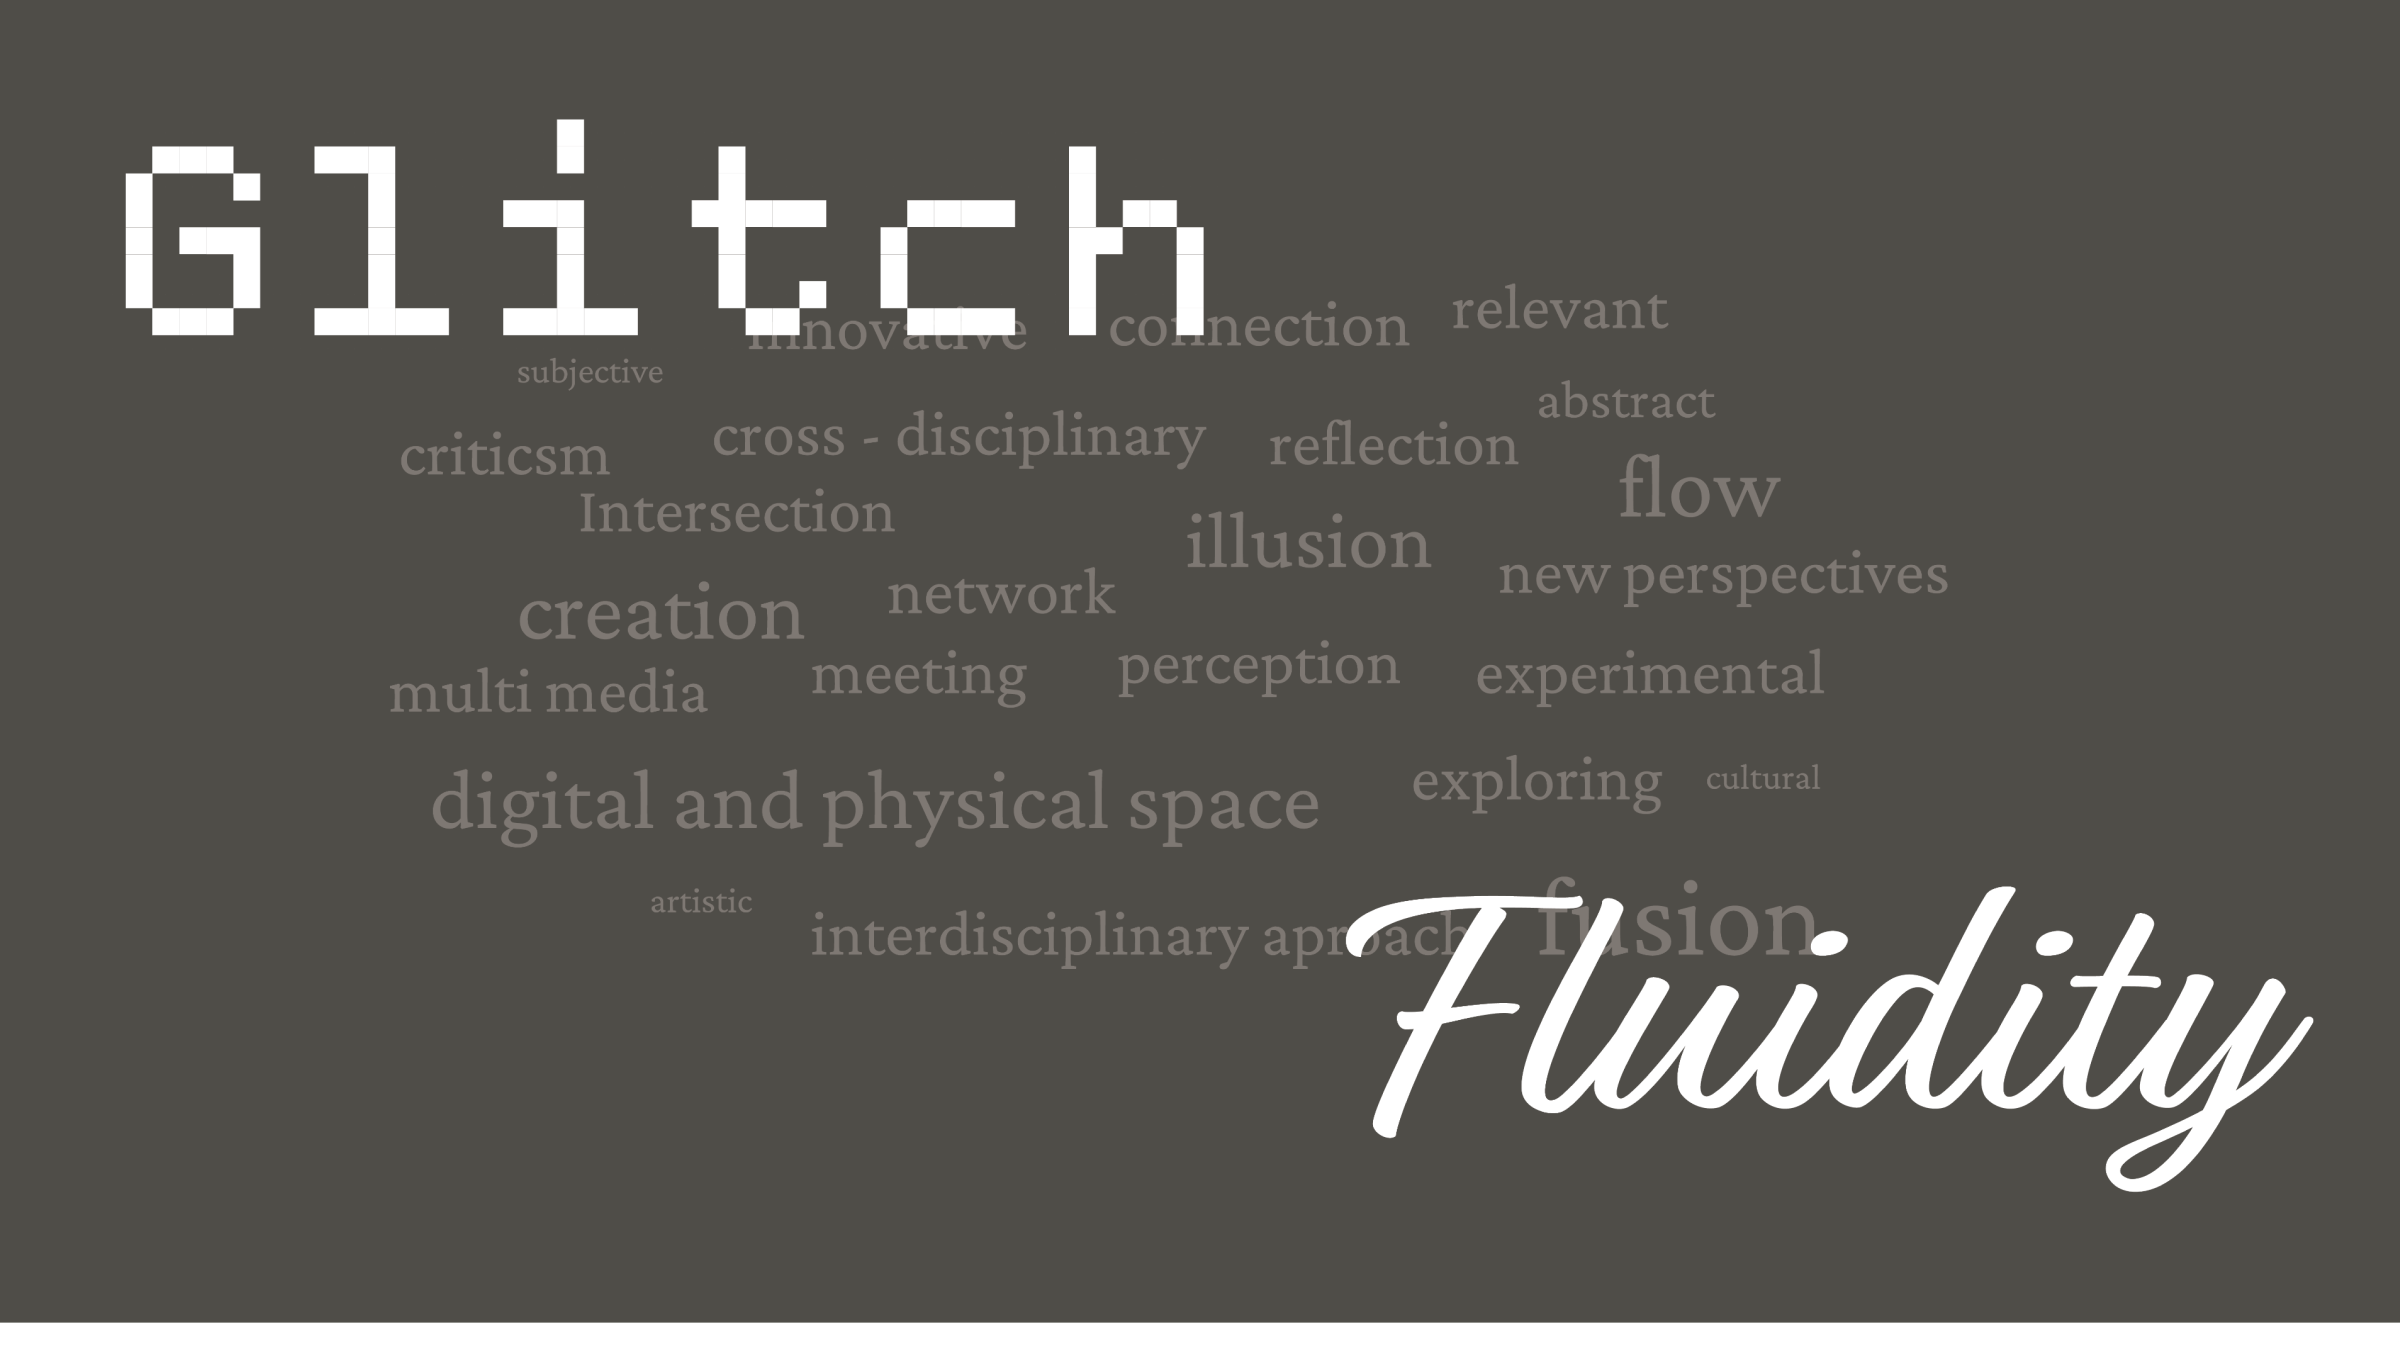 Glitch
innovative connection relevant
subjective
abstract
criticsm cross - disciplinary reflection
flow
Intersection
illusion
creation network new perspectives
multi media meeting perception experimental
digital and physical space exploring cultural
artistic
interdisciplinary aproach fusion
Fluidity